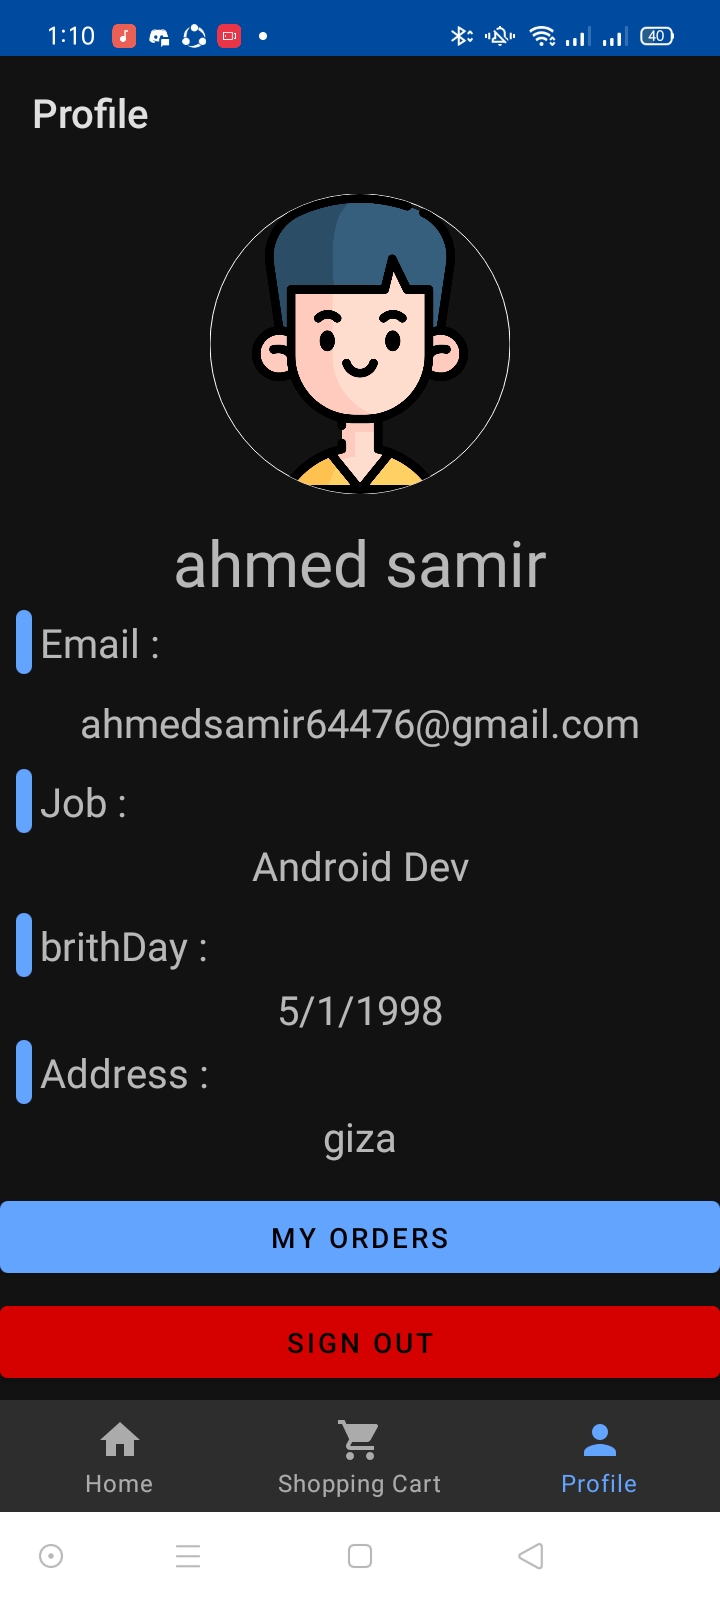 1:10
40
Profile
ahmed samir
Email :
ahmedsamir64476@gmail.com
Job :
Android Dev
brithDay :
5/1/1998
Address :
giza
MY ORDERS
SIGN OUT
Home
Shopping Cart
Profile